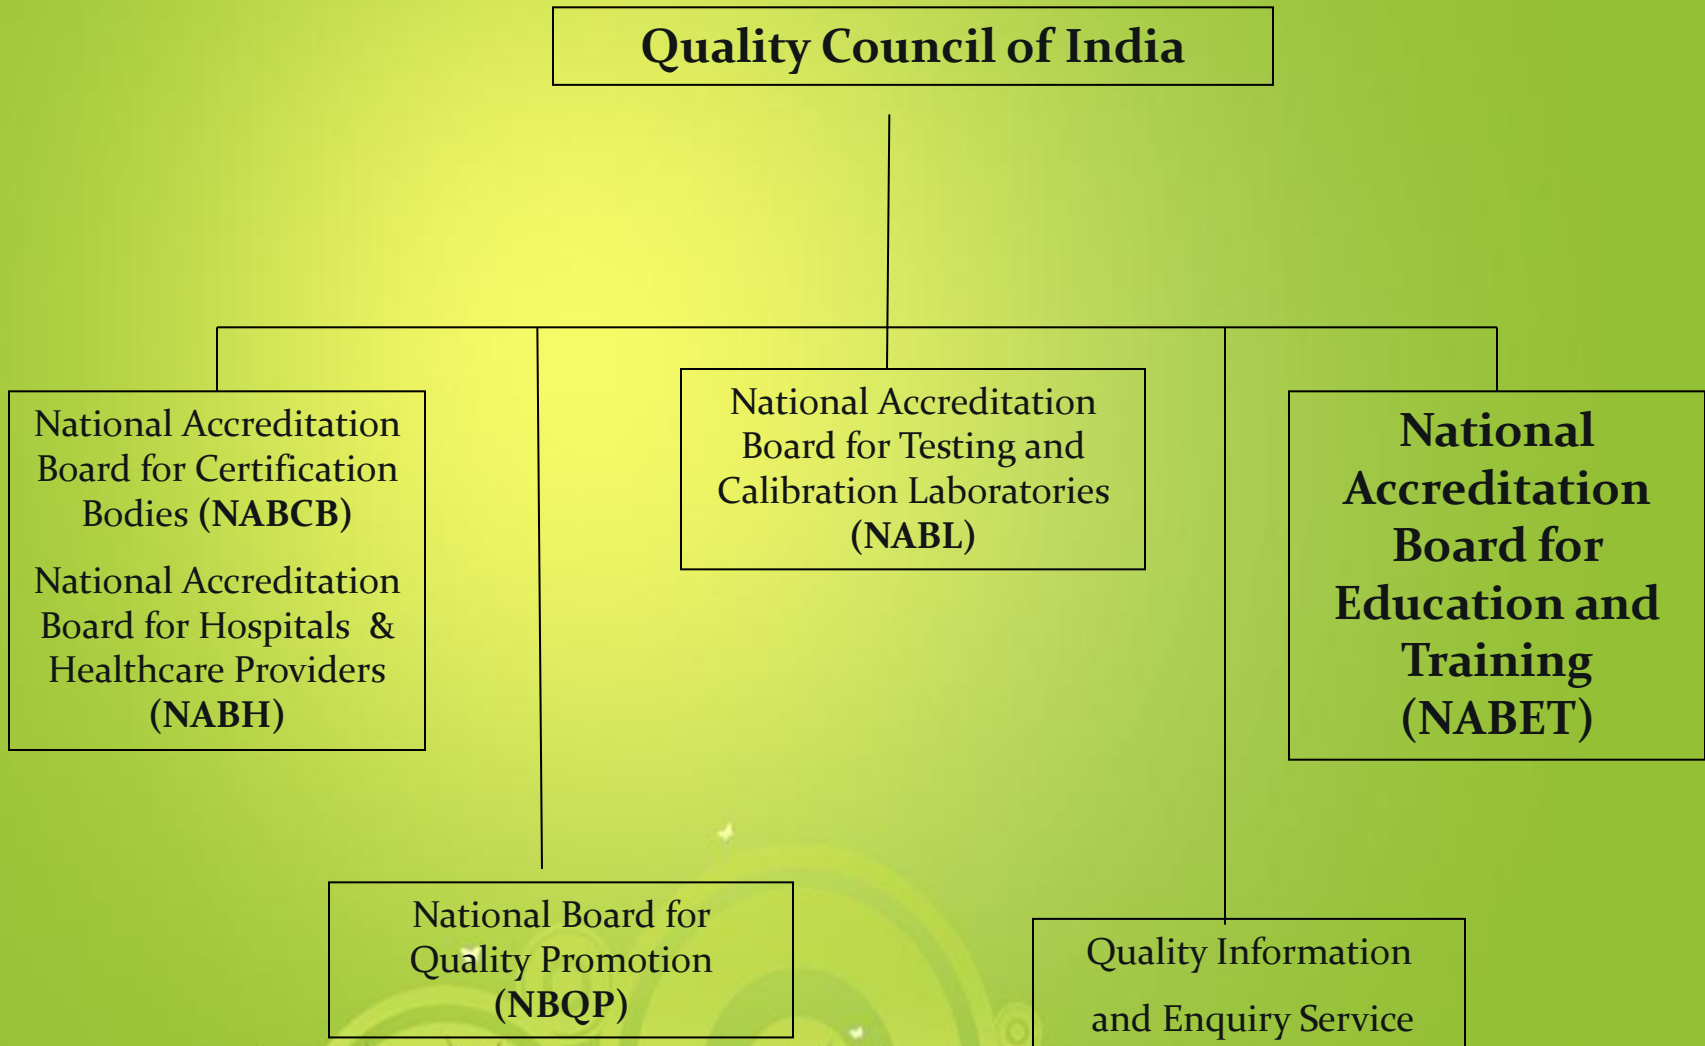 Quality Council of India
National Accreditation
Board for Certification
Bodies (NABCB)
National Accreditation
Board for Hospitals &
Healthcare Providers
(NABH)
National Accreditation
Board for Testing and
Calibration Laboratories
(NABL)
National
Accreditation
Board for
Education and
Training
(NABET)
National Board for
Quality Promotion
(NBQP)
Quality Information
and Enquiry Service